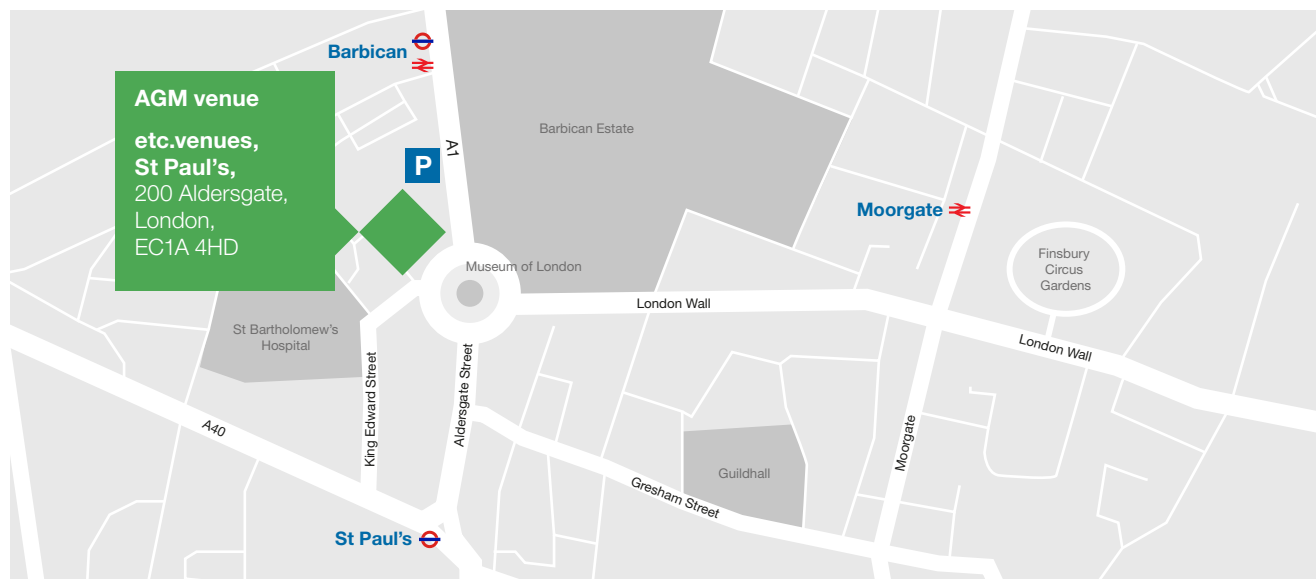 Barbican
AGM venue
etc.venues,
St Paul's,
200 Aldersgate,
London,
EC1A 4HD
P
A1
Barbican Estate
Moorgate
Museum of London
Finsbury
Circus
Gardens
London Wall
St Bartholomew's
Hospital
London Wall
King Edward Street
Aldersgate Street
A40
Moorgate
Guildhall
Gresham Street
St Paul's